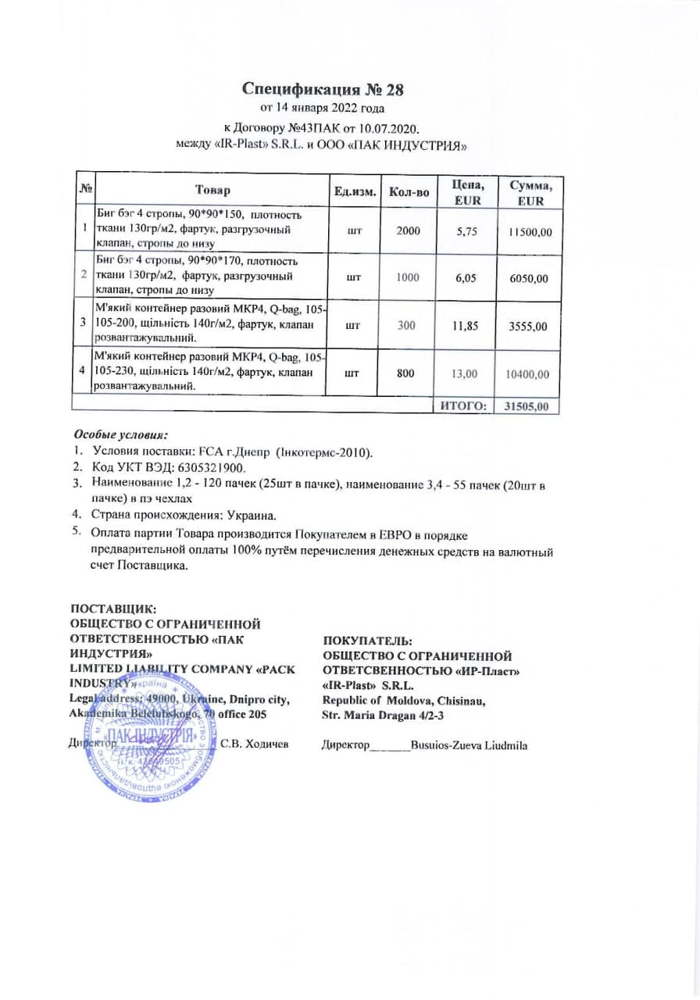 Спецификация № 28
от 14 января 2022 года
к Договору №43ПАК от 10.07.2020.
между «IR-Plast» S.R.L. и ООО «ПАК ИНДУСТРИЯ»
№ Товар Ед.изм. Кол-во Цена, EUR Сумма, EUR
1 Биг бэг 4 стропы, 90*90*150, плотность
ткани 130гр/м2, фартук, разгрузочный
клапан, стропы до низу
шт 2000 5,75 11500,00
2 Биг бэг 4 стропы, 90*90*170, плотность
ткани 130гр/м2, фартук, разгрузочный
клапан, стропы до низу
шт 1000 6,05 6050,00
3 М'який контейнер разовий МКР4, Q-bag, 105-
105-200, щільність 140г/м2, фартук, клапан
розвантажувальний.
шт 300 11,85 3555,00
4 М'який контейнер разовий МКР4, Q-bag, 105-
105-230, щільність 140г/м2, фартук, клапан
розвантажувальний.
шт 800 13,00 10400,00
ИТОГО: 31505,00
Особые условия:
1. Условия поставки: FCA г.Днепр (Інкотермс-2010).
2. Код УКТ ВЭД: 6305321900.
3. Наименование 1,2 - 120 пачек (25шт в пачке), наименование 3,4 - 55 пачек (20шт в
пачке) в пэ чехлах
4. Страна происхождения: Украина.
5. Оплата партии Товара производится Покупателем в ЕВРО в порядке
предварительной оплаты 100% путём перечисления денежных средств на валютный
счет Поставщика.
ПОСТАВЩИК:
ОБЩЕСТВО С ОГРАНИЧЕННОЙ
ОТВЕТСТВЕННОСТЬЮ «ПАК
ИНДУСТРИЯ»
LIMITED LIABILITY COMPANY «PACK
INDUSTRY»
Legal address: 49000, Ukraine, Dnipro city,
Akademika Belelubskogo, 70 office 205
Директор С.В. Ходичев
ПОКУПАТЕЛЬ:
ОБЩЕСТВО С ОГРАНИЧЕННОЙ
ОТВЕТСВЕННОСТЬЮ «ИР-Пласт»
«IR-Plast» S.R.L.
Republic of Moldova, Chisinau,
Str. Maria Dragan 4/2-3
Директор_______Busuios-Zueva Liudmila
Україна
«ПАК ІНДУСТРІЯ»
обмеженою відповідальністю